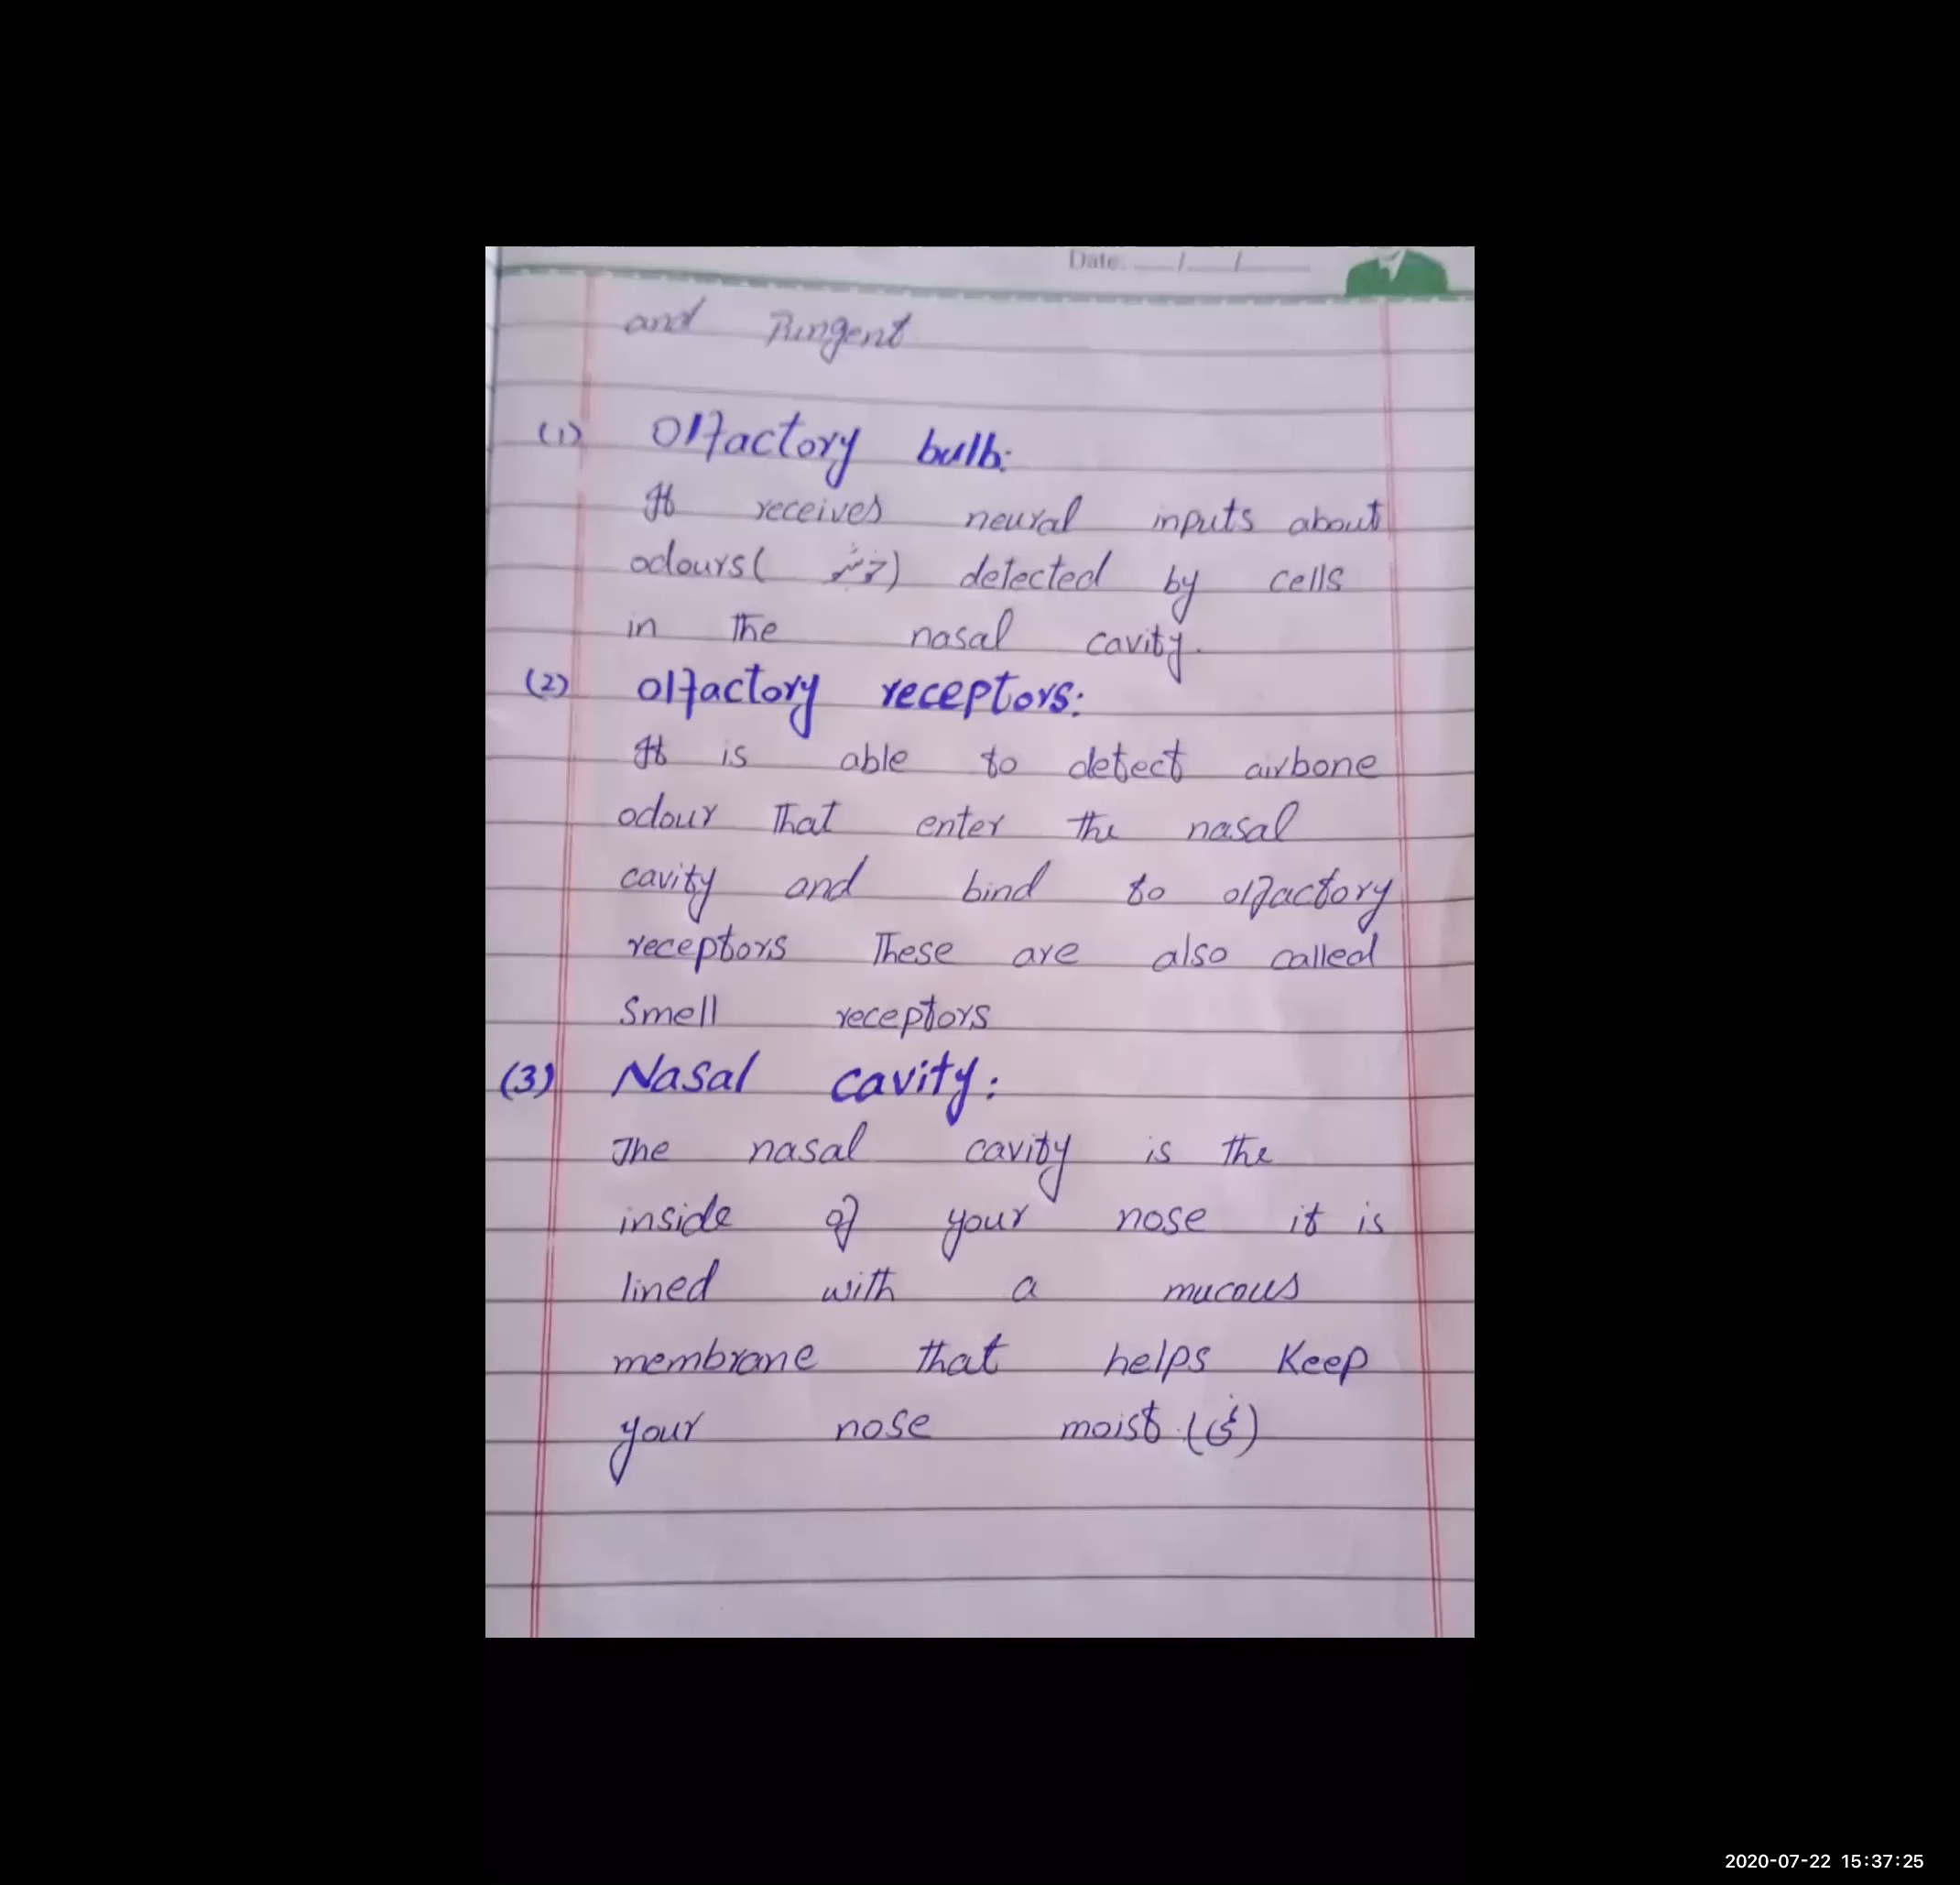 Date: __/__/__
and Pungent
(1) Olfactory bulb:
It receives neural inputs about
odours( ) detected by cells
in the nasal cavity.
(2) olfactory receptors:
It is able to detect airbone
odour that enter the nasal
cavity and bind to olfactory
receptors These are also called
Smell receptors
(3) Nasal cavity:
The nasal cavity is the
inside of your nose it is
lined with a mucous
membrane that helps Keep
your nose moist.( )
2020-07-22 15:37:25